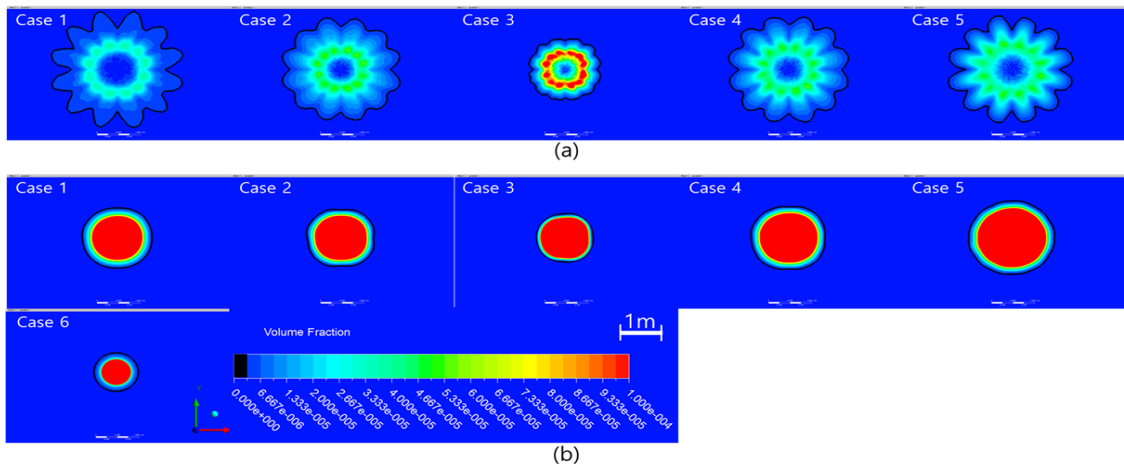 Case 1 Case 2 Case 3 Case 4 Case 5
(a)
Case 1 Case 2 Case 3 Case 4 Case 5
Case 6
1m
Volume Fraction
0.000e+000 6.667e-006 1.333e-005 2.000e-005 2.667e-005 3.333e-005 4.000e-005 4.667e-005 5.333e-005 6.000e-005 6.667e-005 7.333e-005 8.000e-005 8.667e-005 9.335e-005 1.000e-004
Y
(b)